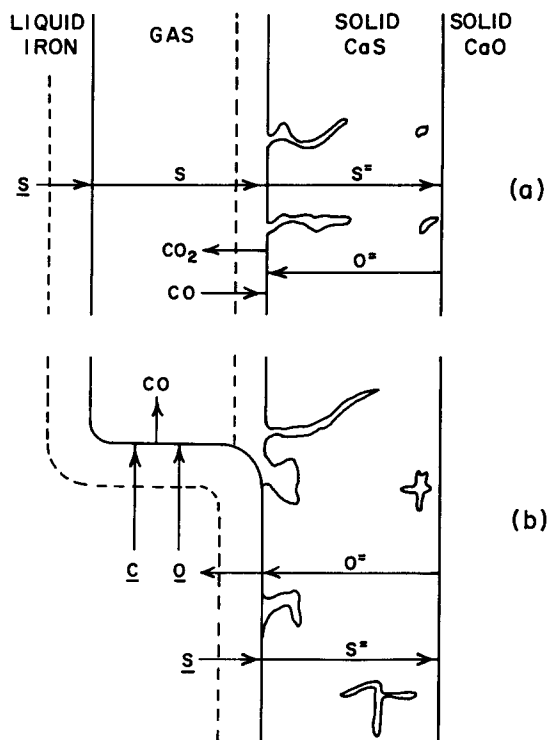 LIQUID IRON
GAS
SOLID CaS
SOLID CaO
S
S
S=
(a)
CO2
O=
CO
CO
(b)
O=
C
O
S
S=